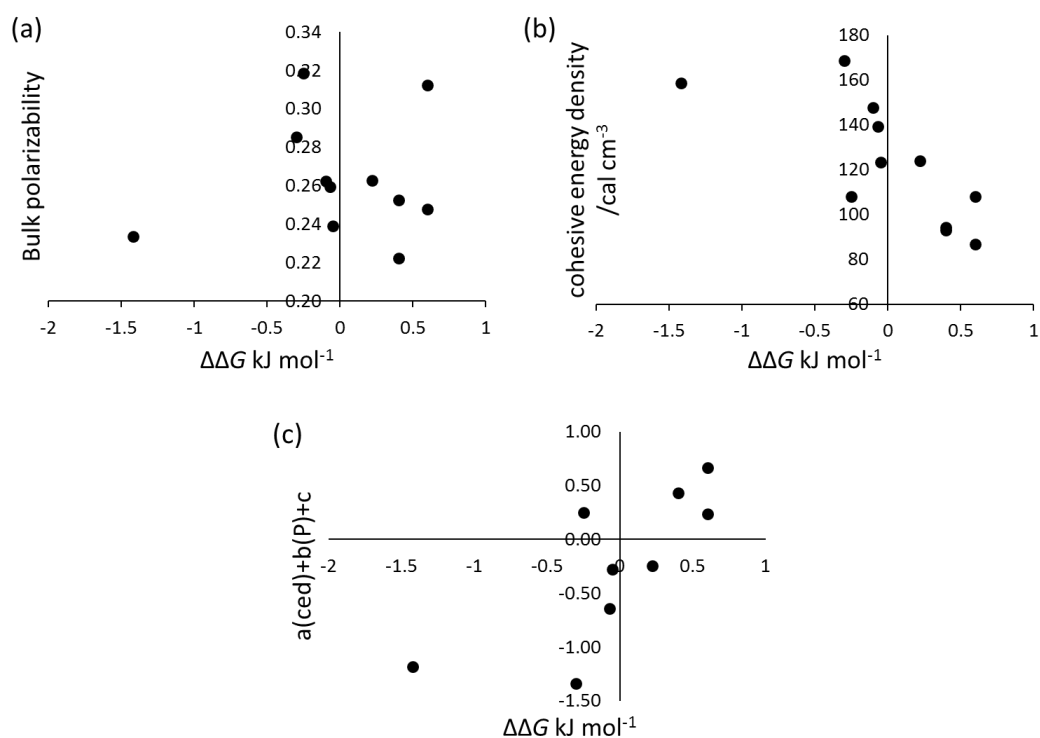 (a)
Bulk polarizability
0.34
0.32
0.30
0.28
0.26
0.24
0.22
0.20
-2 -1.5 -1 -0.5 0 0.5 1
ΔΔG kJ mol⁻¹
(b)
cohesive energy density
/cal cm⁻³
180
160
140
120
100
80
60
-2 -1.5 -1 -0.5 0 0.5 1
ΔΔG kJ mol⁻¹
(c)
a(ced)+b(P)+c
1.00
0.50
0.00
-2 -1.5 -1 -0.5 0 0.5 1
-0.50
-1.00
-1.50
ΔΔG kJ mol⁻¹